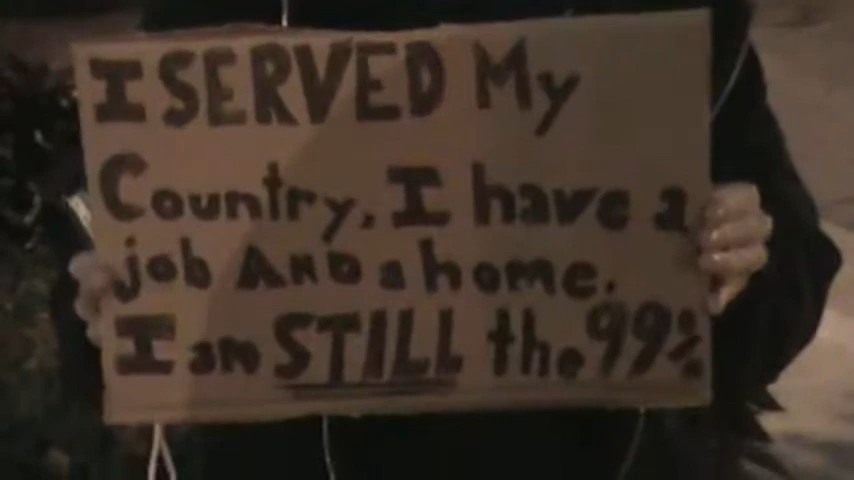 I SERVED My
Country. I have a
job AND a home.
I am STILL the 99%